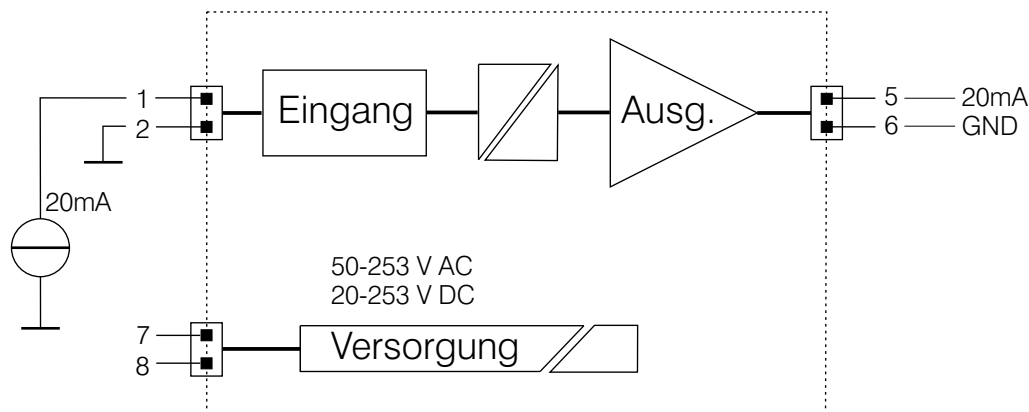 1
2
Eingang
Ausg.
5
20mA
6
GND
20mA
50-253 V AC
20-253 V DC
7
8
Versorgung